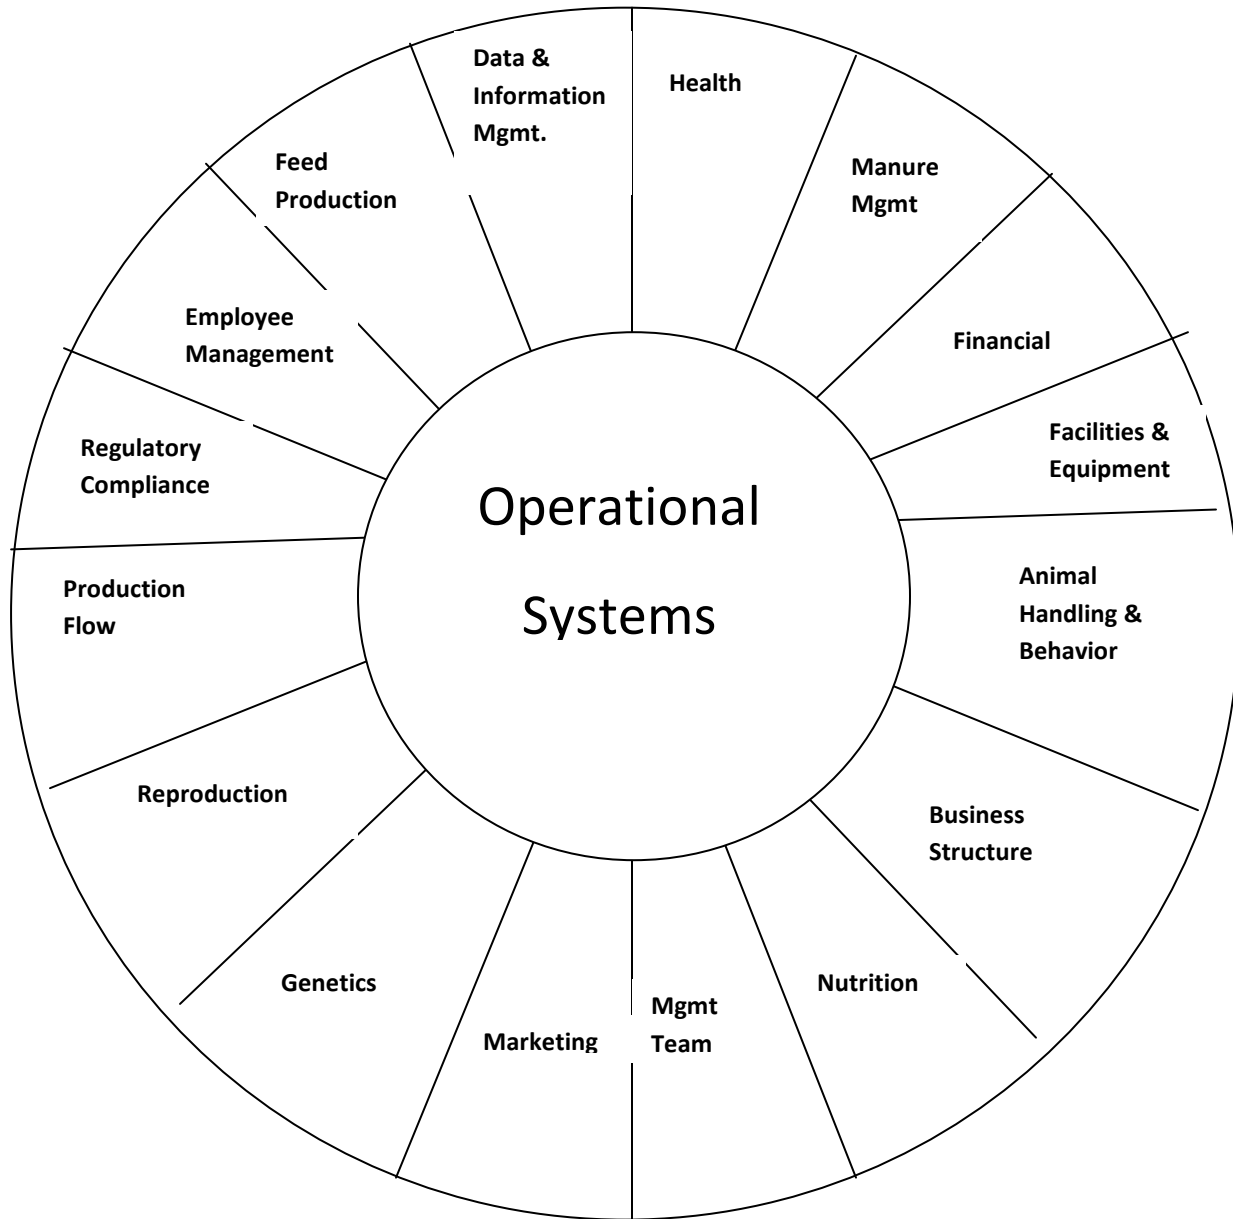 Data &
Information
Mgmt.
Health
Feed
Production
Manure
Mgmt
Employee
Management
Financial
Regulatory
Compliance
Facilities &
Equipment
Operational
Systems
Production
Flow
Animal
Handling &
Behavior
Reproduction
Business
Structure
Genetics
Nutrition
Marketing
Mgmt
Team